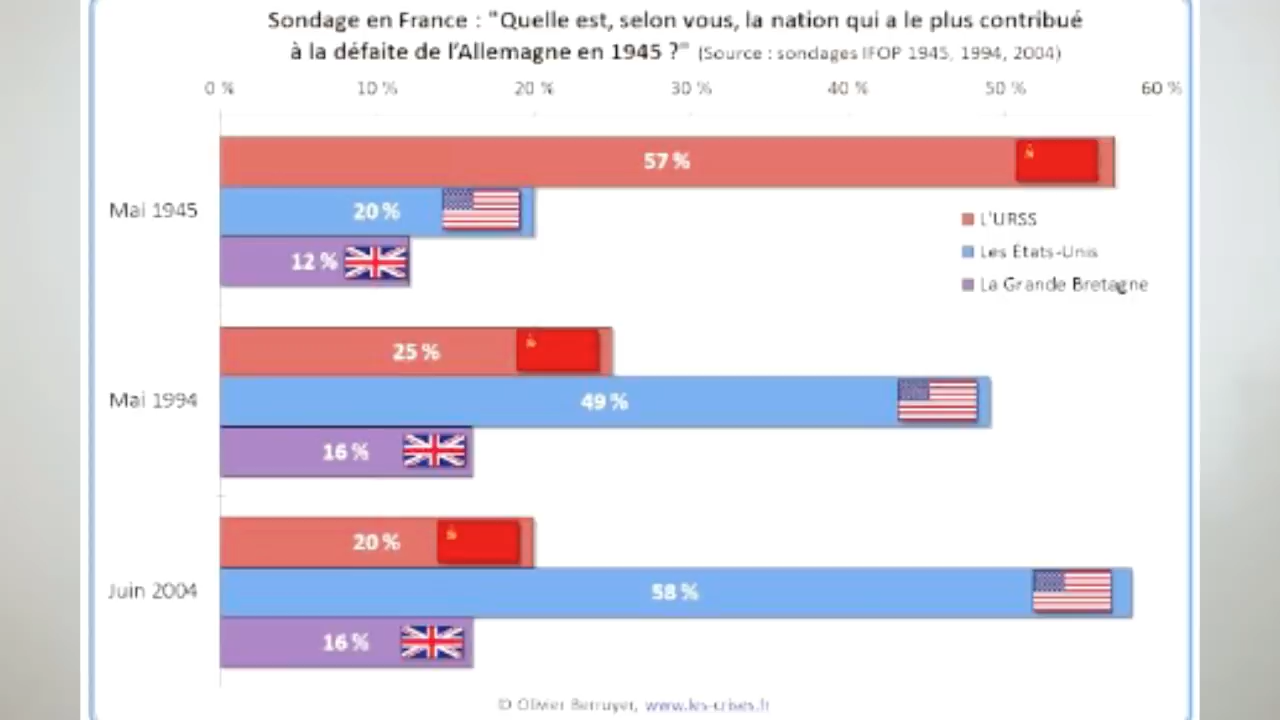 Sondage en France : "Quelle est, selon vous, la nation qui a le plus contribué
à la défaite de l'Allemagne en 1945 ?" (Source : sondages IFOP 1945, 1994, 2004)
0 % 10 % 20 % 30 % 40 % 50 % 60 %
57 %
Mai 1945 20 %
12 %
L'URSS
Les États-Unis
La Grande Bretagne
25 %
Mai 1994 49 %
16 %
20 %
Juin 2004 58 %
16 %
© Olivier Berruyer, www.les-crises.fr